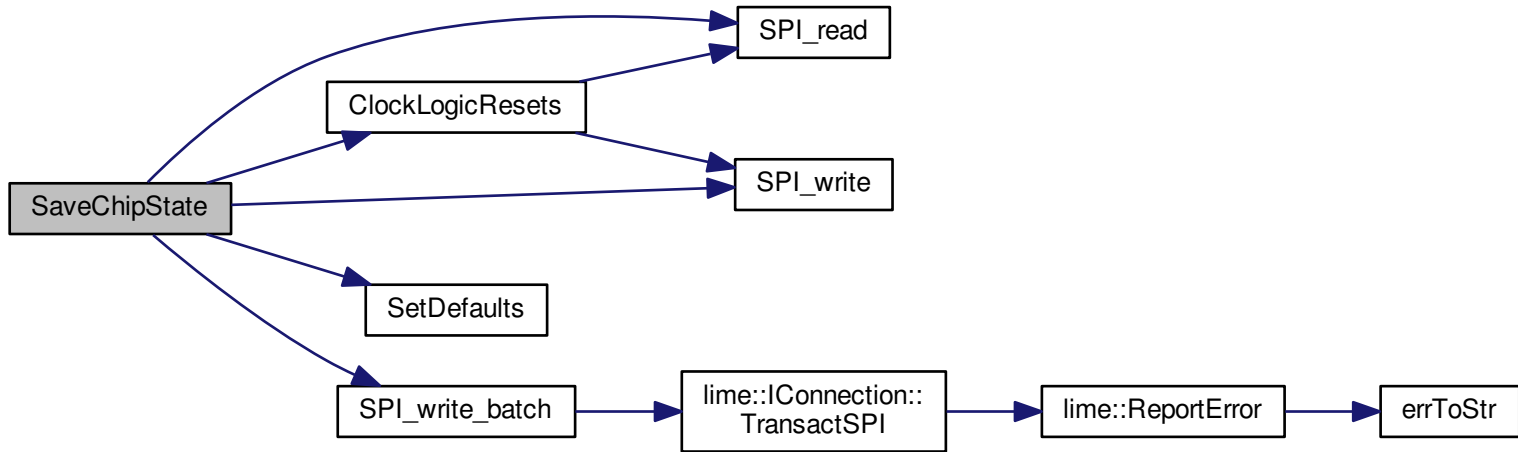 SPI_read
ClockLogicResets
SPI_write
SaveChipState
SetDefaults
SPI_write_batch
lime::IConnection::
TransactSPI
lime::ReportError
errToStr